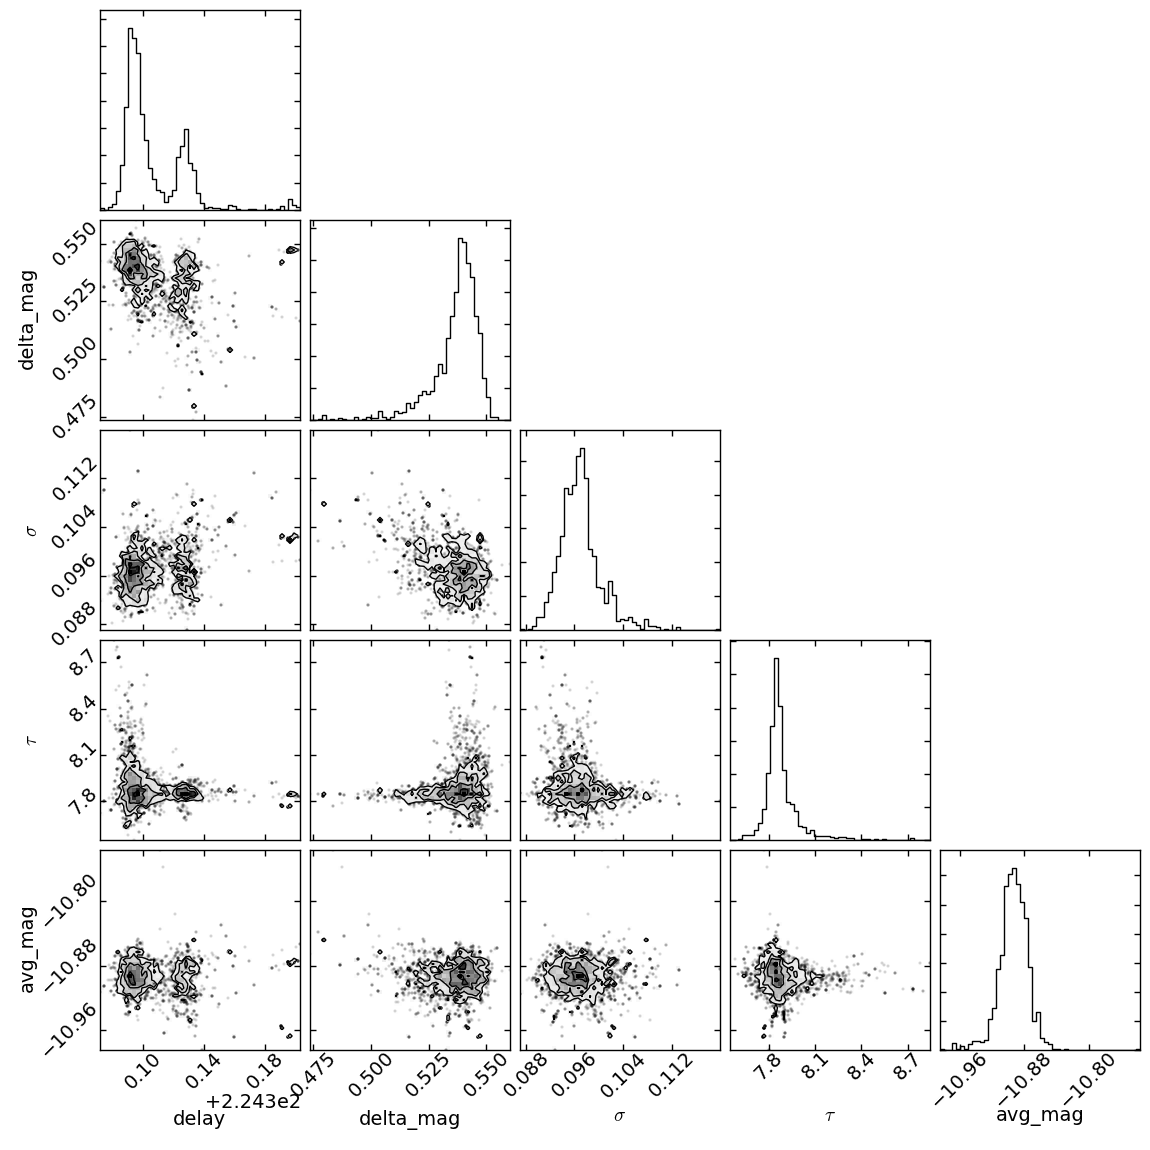 0.550
0.525
0.500
0.475
delta_mag
0.112
0.104
0.096
0.088
σ
8.7
8.4
8.1
7.8
τ
−10.80
−10.88
−10.96
avg_mag
0.10 0.14 0.18
+2.243e2
delay
0.475 0.500 0.525 0.550
delta_mag
0.088 0.096 0.104 0.112
σ
7.8 8.1 8.4 8.7
τ
−10.96 −10.88 −10.80
avg_mag